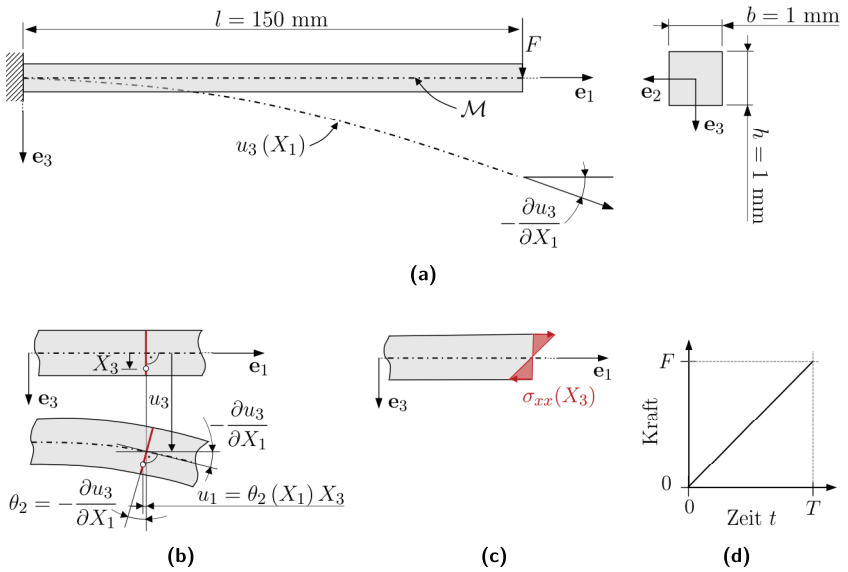 l = 150 mm
F
b = 1 mm
e₁
M
e₂
e₃
u₃ (X₁)
e₃
h = 1 mm
−∂u₃/∂X₁
(a)
X₃
e₁
e₃
u₃
−∂u₃/∂X₁
θ₂ = −∂u₃/∂X₁
u₁ = θ₂ (X₁) X₃
(b)
e₁
e₃
σₓₓ(X₃)
(c)
F
Kraft
0
0
T
Zeit t
(d)